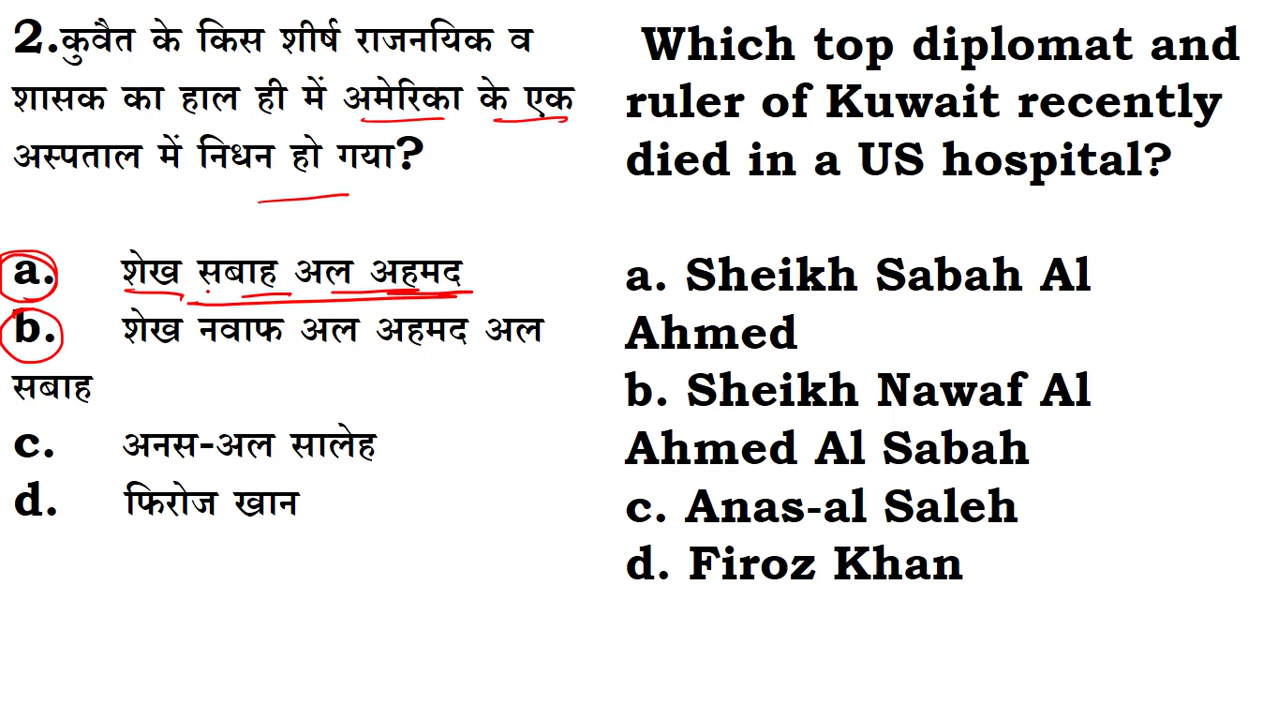 2.कुवैत के किस शीर्ष राजनयिक व
शासक का हाल ही में अमेरिका के एक
अस्पताल में निधन हो गया?
a. शेख सबाह अल अहमद
b. शेख नवाफ अल अहमद अल
सबाह
c. अनस-अल सालेह
d. फिरोज खान
Which top diplomat and
ruler of Kuwait recently
died in a US hospital?
a. Sheikh Sabah Al
Ahmed
b. Sheikh Nawaf Al
Ahmed Al Sabah
c. Anas-al Saleh
d. Firoz Khan